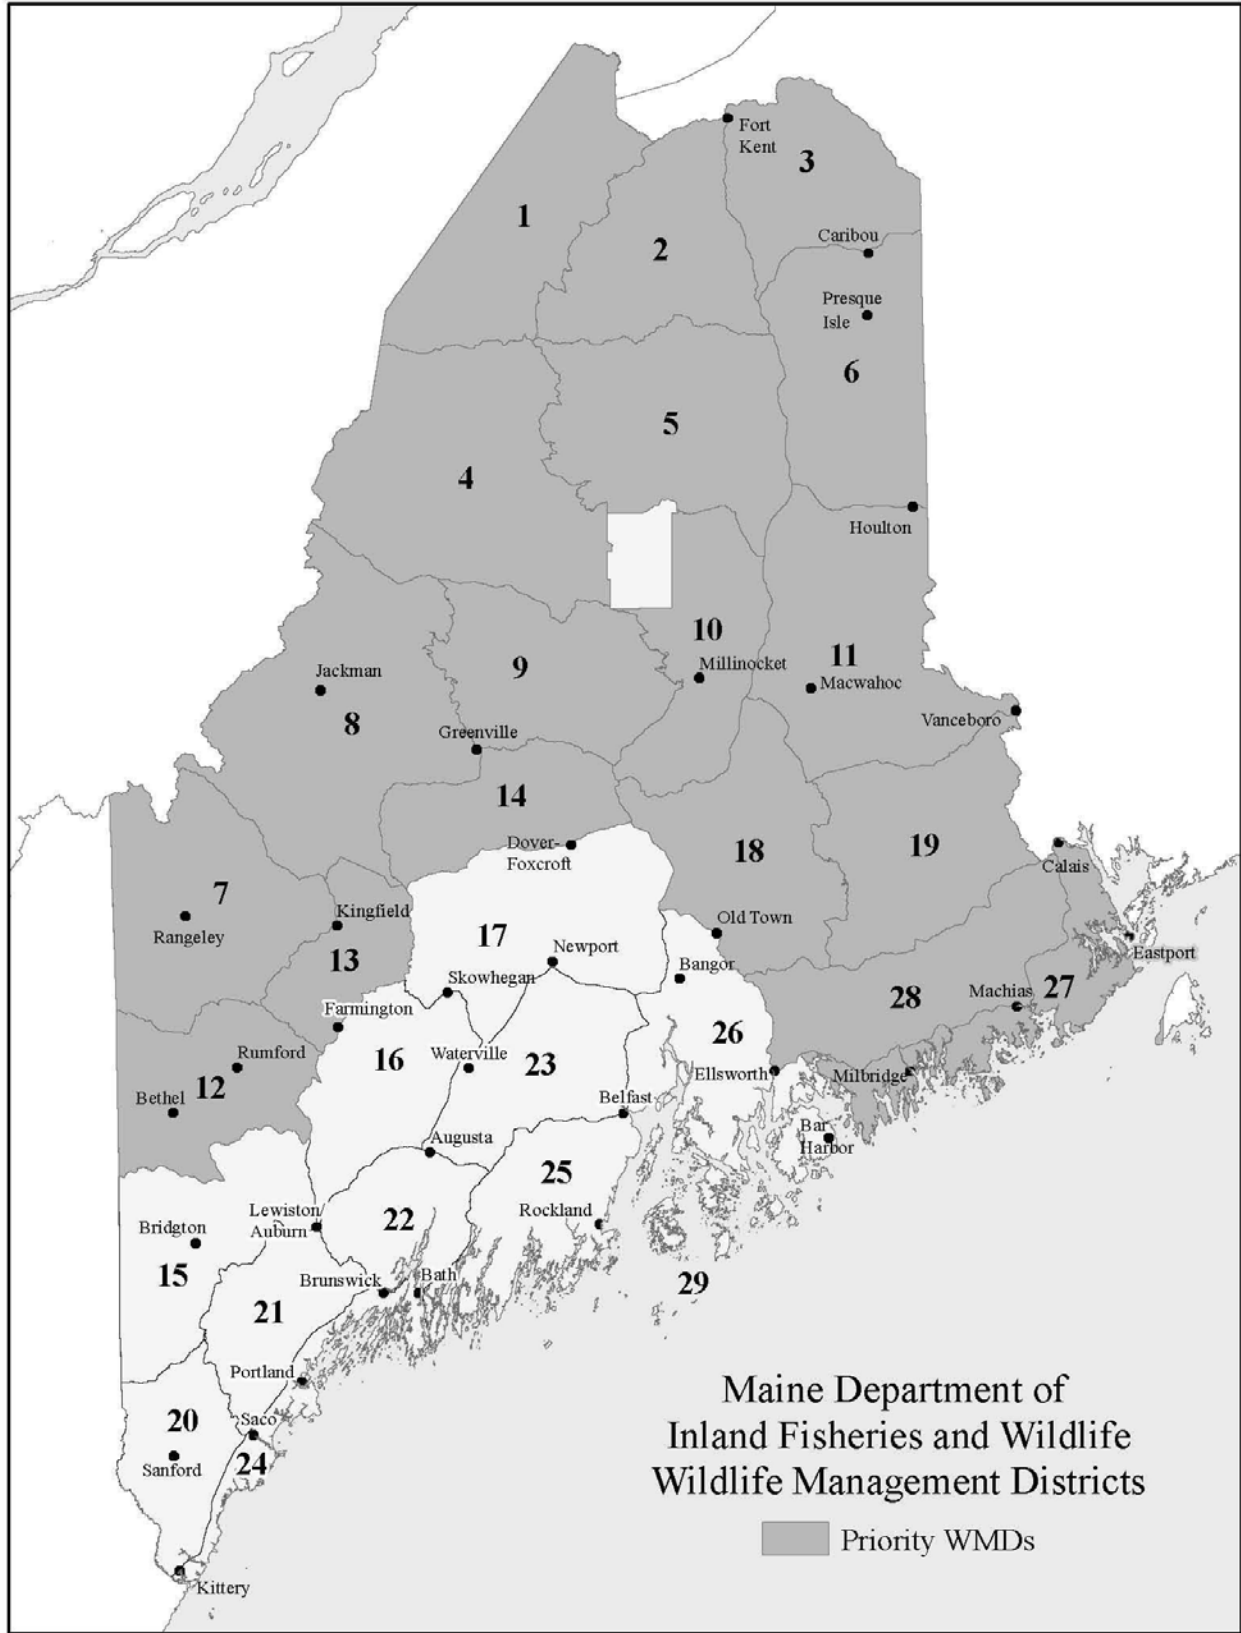 Fort
Kent
3
1
2
Caribou
Presque
Isle
6
5
4
Houlton
10
11
9
Jackman
Millinocket
Macwahoc
8
Vanceboro
Greenville
14
Dover-
Foxcroft
18
19
Calais
7
Rangeley
Kingfield
13
17
Old Town
Newport
Bangor
Skowhegan
Eastport
Machias
27
28
Farmington
16
Waterville
23
26
Ellsworth
Milbridge
Rumford
Bethel
12
Belfast
Augusta
Bar
Harbor
25
Rockland
Lewiston
Auburn
22
Bridgton
15
Brunswick
Bath
29
21
Portland
20
Saco
Sanford
24
Kittery
Maine Department of
Inland Fisheries and Wildlife
Wildlife Management Districts
Priority WMDs